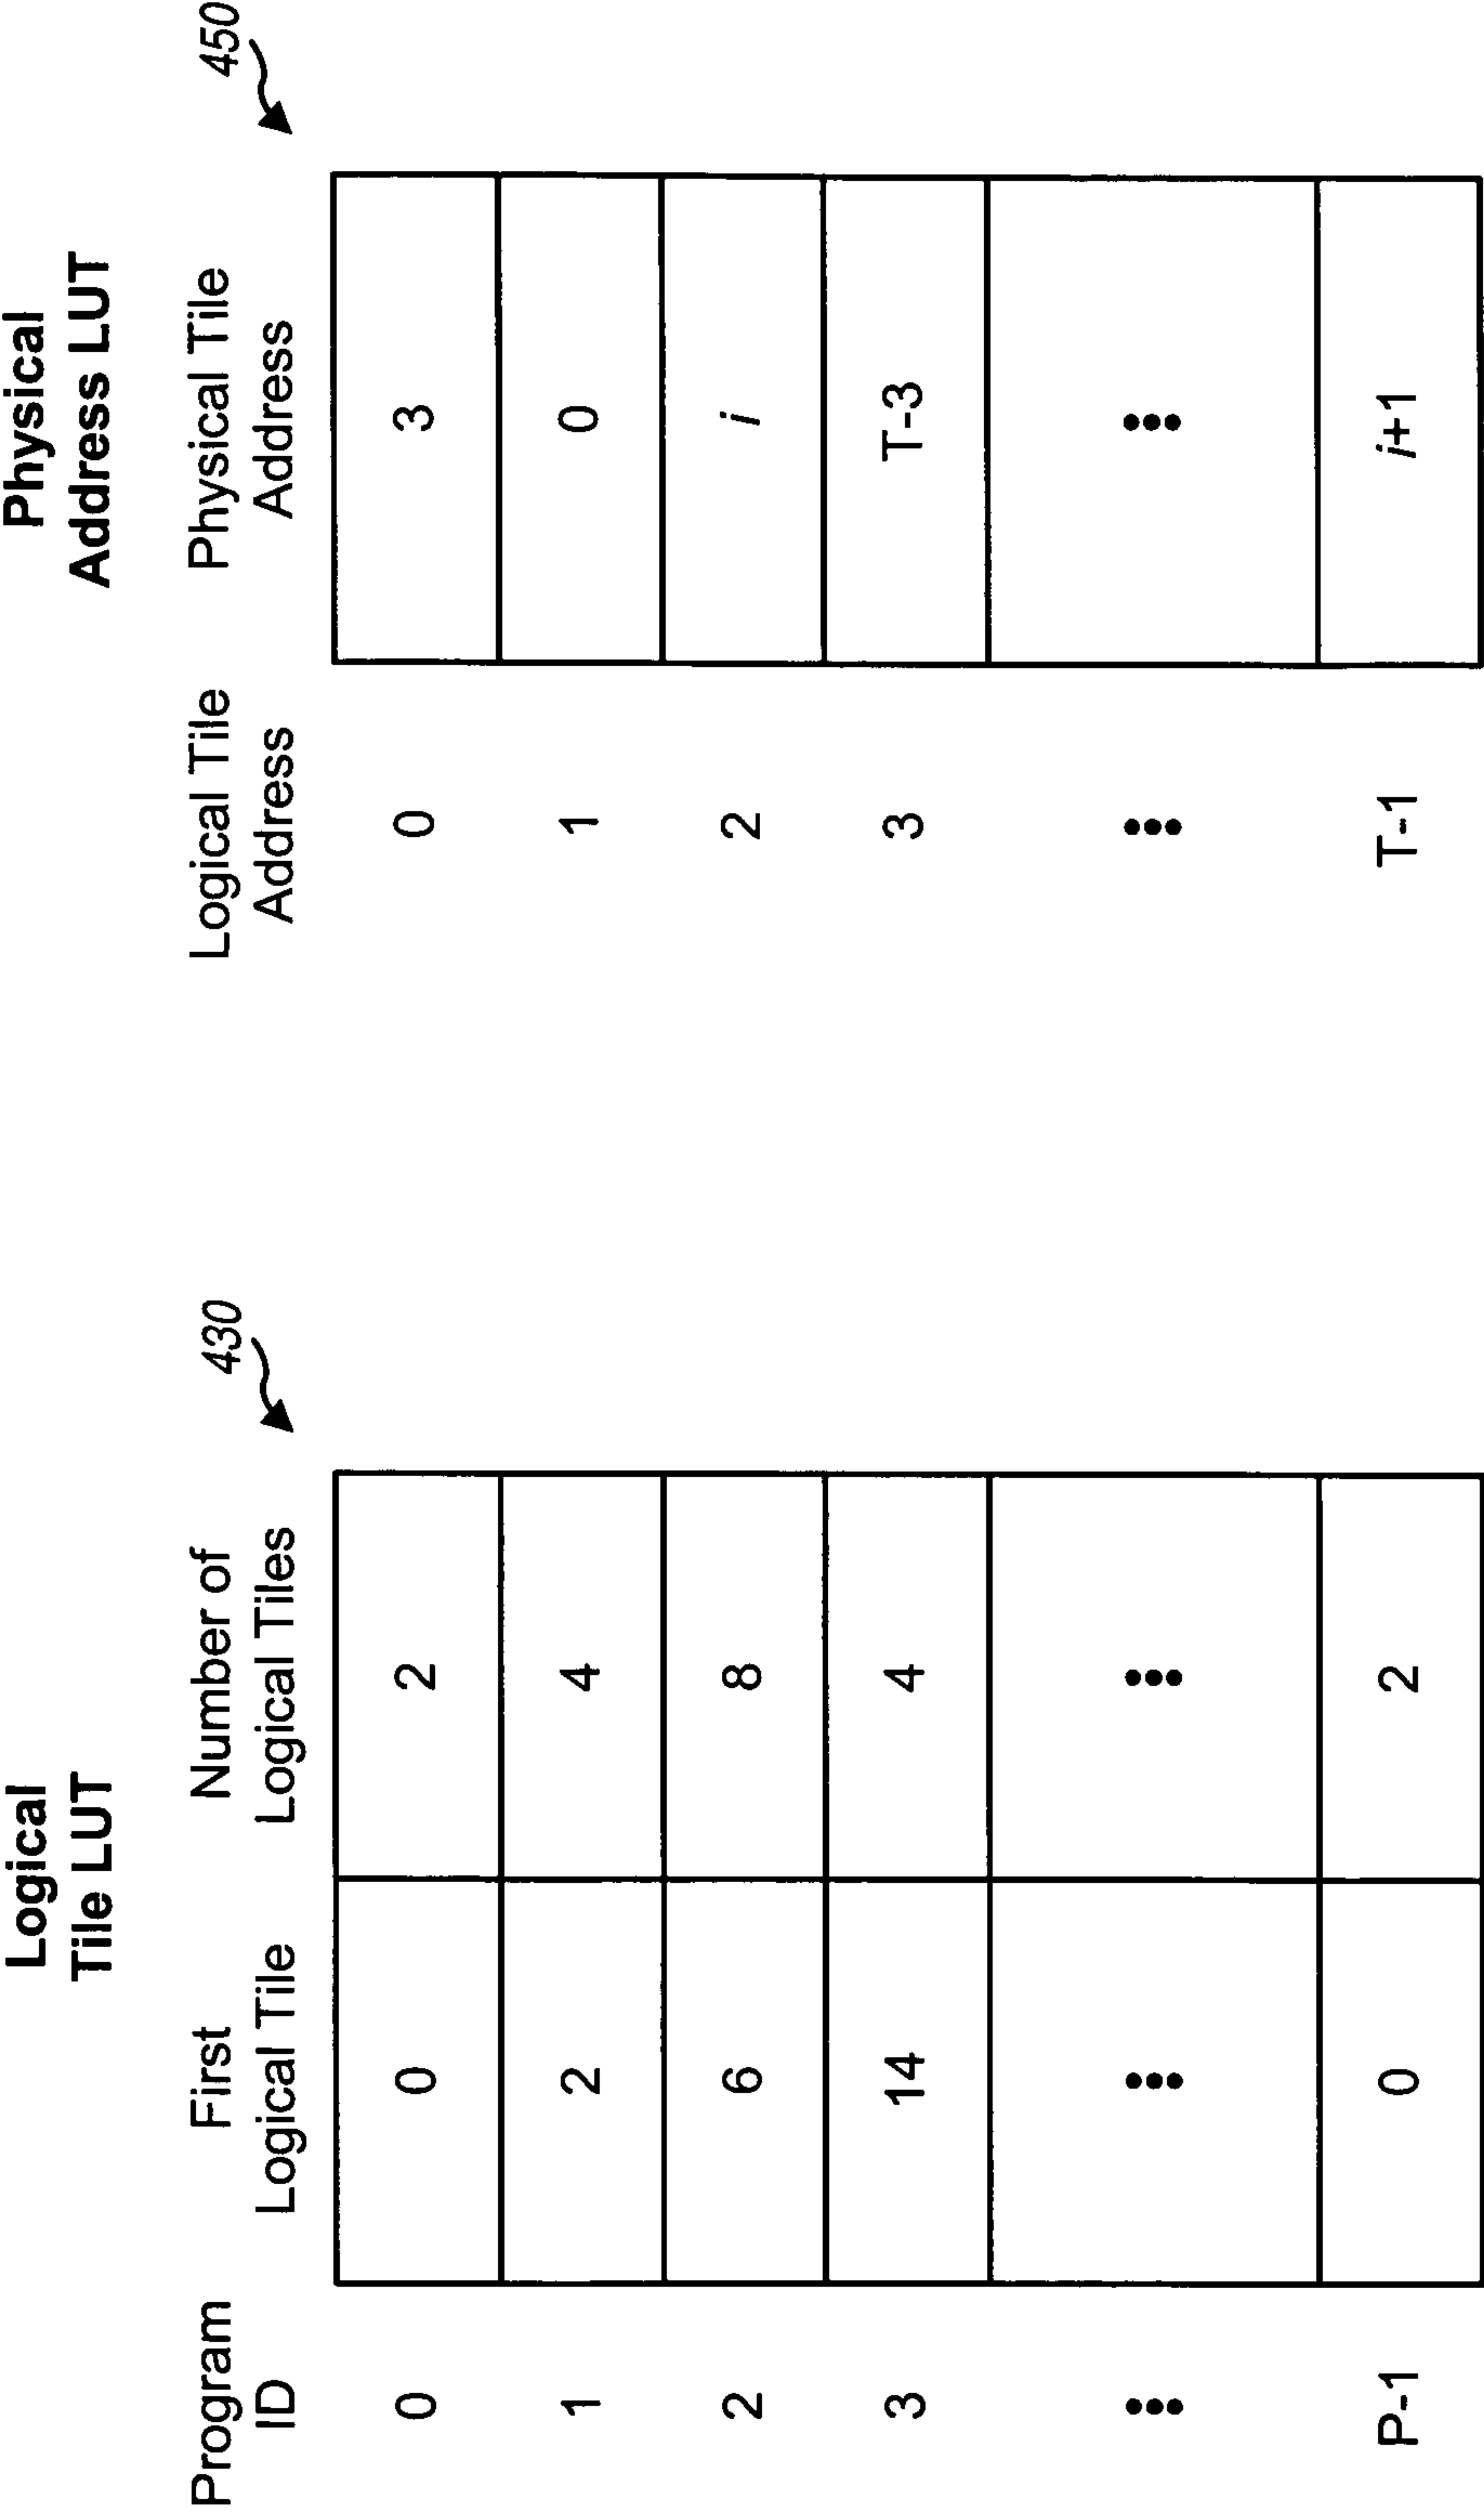 Logical
Tile LUT
430
Program
ID
First
Logical Tile
Number of
Logical Tiles
0 0 2
1 2 4
2 6 8
3 14 4
••• ••• •••
P-1 0 2
Physical
Address LUT
450
Logical Tile
Address
Physical Tile
Address
0 3
1 0
2 i
3 T-3
••• •••
T-1 i+1